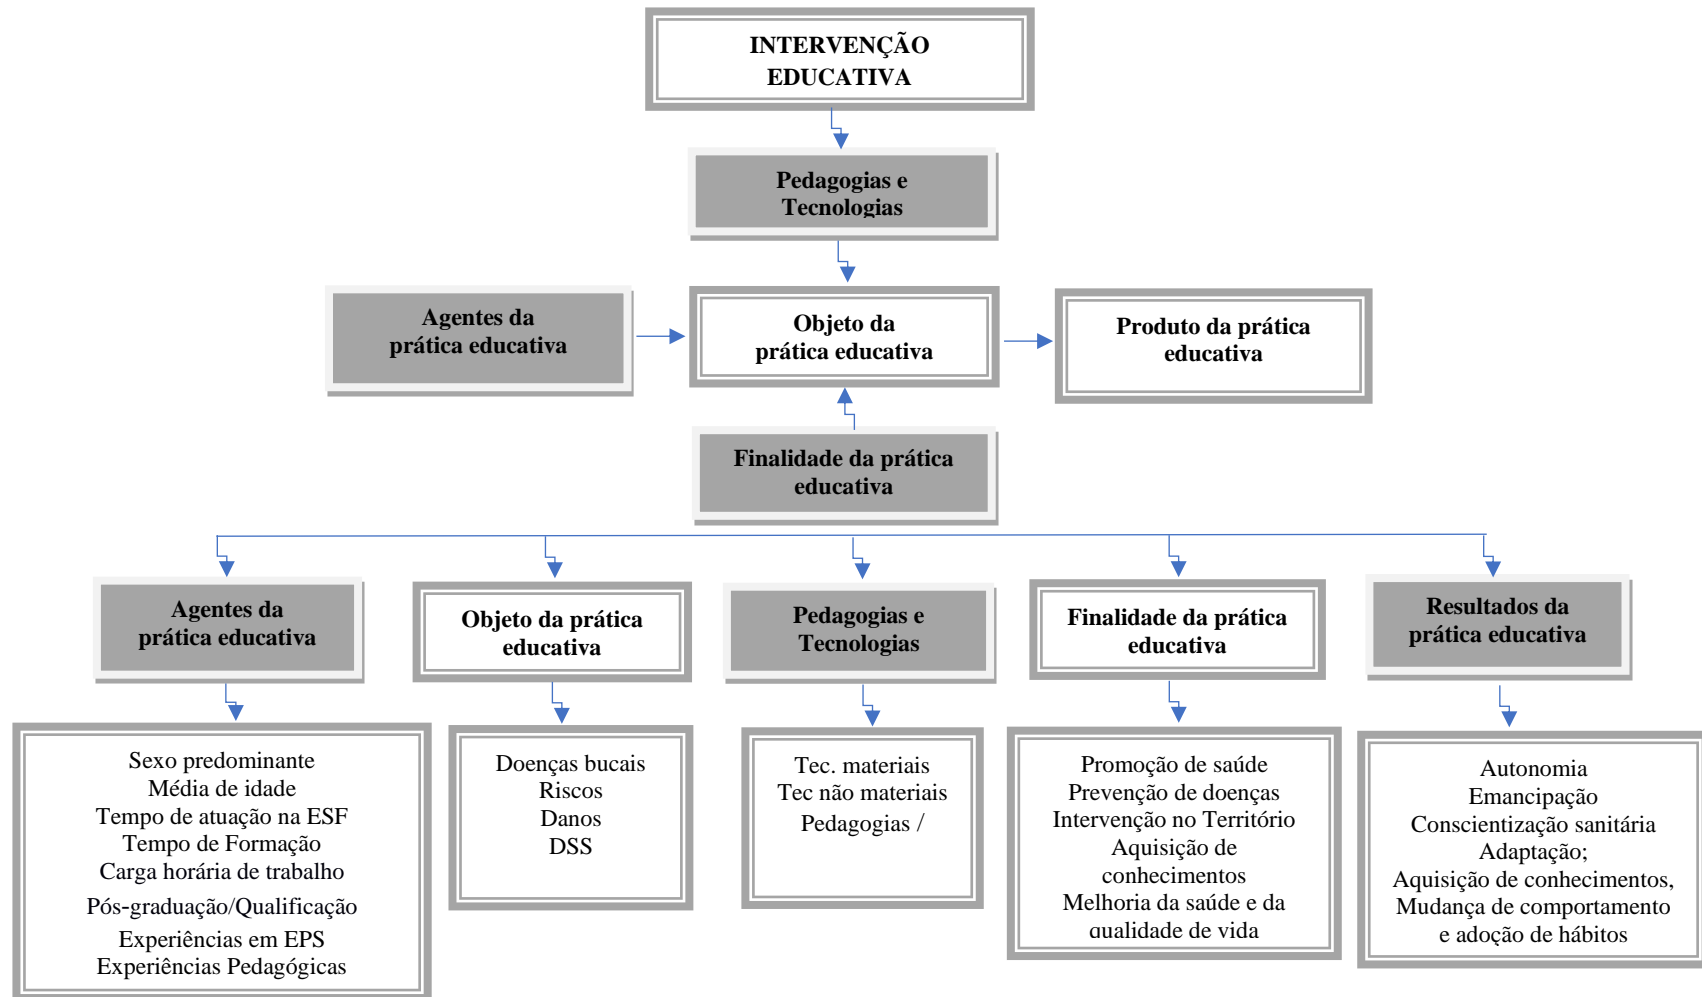 INTERVENÇÃO
EDUCATIVA
Pedagogias e
Tecnologias
Agentes da
prática educativa
Objeto da
prática educativa
Produto da prática
educativa
Finalidade da prática
educativa
Agentes da
prática educativa
Objeto da prática
educativa
Pedagogias e
Tecnologias
Finalidade da prática
educativa
Resultados da
prática educativa
Sexo predominante
Média de idade
Tempo de atuação na ESF
Tempo de Formação
Carga horária de trabalho
Pós-graduação/Qualificação
Experiências em EPS
Experiências Pedagógicas
Doenças bucais
Riscos
Danos
DSS
Tec. materiais
Tec não materiais
Pedagogias /
Promoção de saúde
Prevenção de doenças
Intervenção no Território
Aquisição de
conhecimentos
Melhoria da saúde e da
qualidade de vida
Autonomia
Emancipação
Conscientização sanitária
Adaptação;
Aquisição de conhecimentos,
Mudança de comportamento
e adoção de hábitos